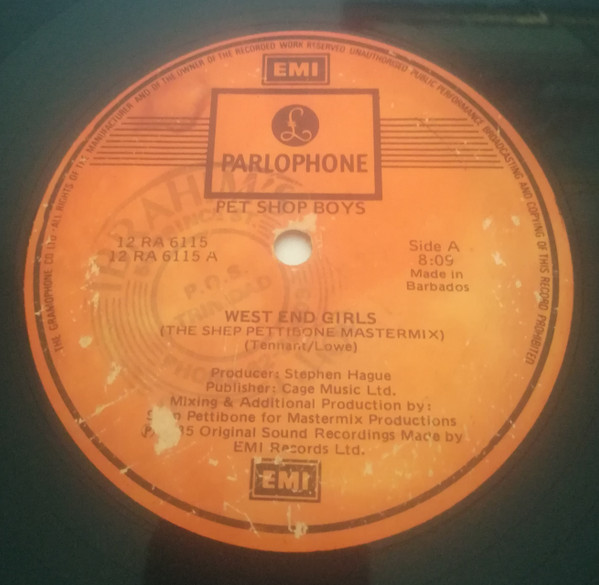 THE GRAMOPHONE CO LTD. ALL RIGHTS OF THE MANUFACTURER AND OF THE OWNER OF THE RECORDED WORK RESERVED UNAUTHORISED PUBLIC PERFORMANCE BROADCASTING AND COPYING OF THIS RECORD PROHIBITED
EMI
£
PARLOPHONE
PET SHOP BOYS
12 RA 6115
12 RA 6115 A
Side A
8:09
Made in
Barbados
P.O.S.
TRINIDAD
WEST END GIRLS
(THE SHEP PETTIBONE MASTERMIX)
(Tennant/Lowe)
Producer: Stephen Hague
Publisher: Cage Music Ltd.
Mixing & Additional Production by:
Pettibone for Mastermix Productions
Original Sound Recordings Made by
EMI Records Ltd.
EMI